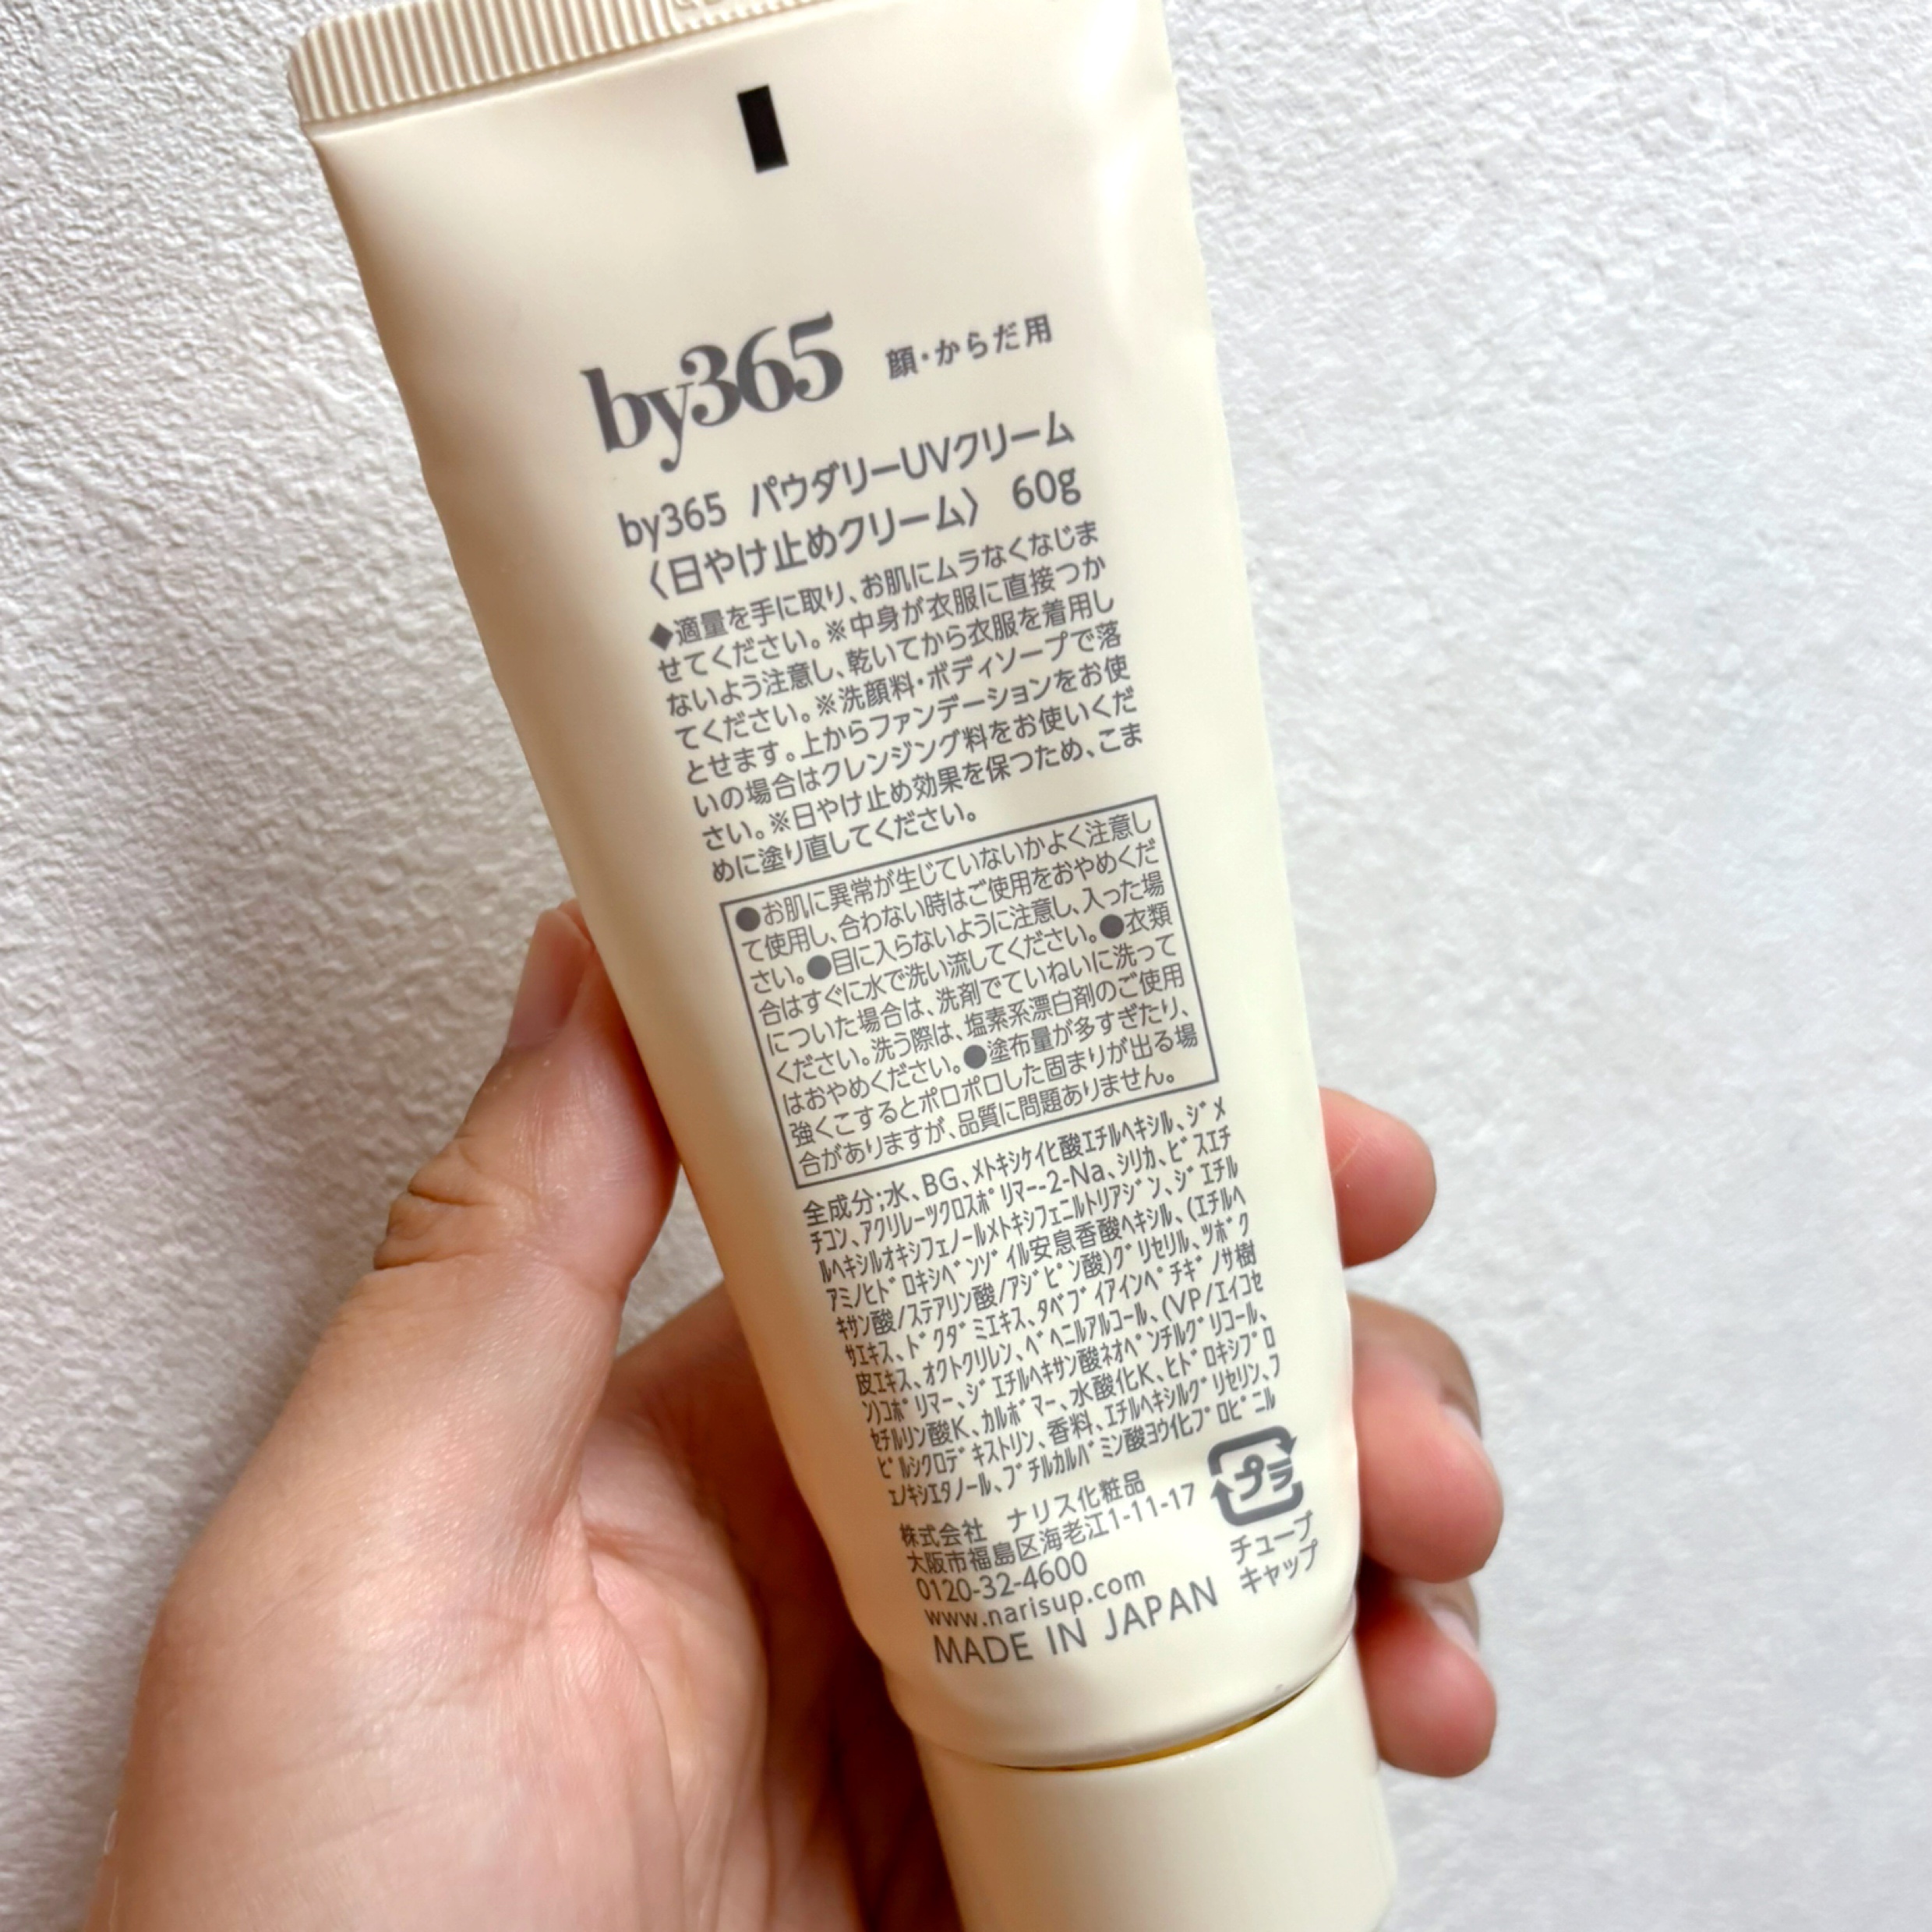 by365 顔・からだ用
by365 パウダリーUVクリーム
〈日やけ止めクリーム〉 60g
◆適量を手に取り、お肌にムラなくなじま
せてください。※中身が衣服に直接つか
ないよう注意し、乾いてから衣服を着用し
てください。※洗顔料・ボディソープで落
とせます。上からファンデーションをお使
いの場合はクレンジング料をお使いくだ
さい。※日やけ止め効果を保つため、こま
めに塗り直してください。
●お肌に異常が生じていないかよく注意し
て使用し、合わない時はご使用をおやめくだ
さい。●目に入らないように注意し、入った場
合はすぐに水で洗い流してください。●衣類
についた場合は、洗剤でていねいに洗って
ください。洗う際は、塩素系漂白剤のご使用
はおやめください。●塗布量が多すぎたり、
強くこするとポロポロした固まりが出る場
合がありますが、品質に問題ありません。
全成分;水、BG、ﾒﾄｷｼｹｲﾋ酸ｴﾁﾙﾍｷｼﾙ、ｼﾞﾒ
ﾁｺﾝ、ｱｸﾘﾚｰﾂｸﾛｽﾎﾟﾘﾏｰ-2-Na、ｼﾘｶ、ﾋﾞｽｴﾁ
ﾙﾍｷｼﾙｵｷｼﾌｪﾉｰﾙﾒﾄｷｼﾌｪﾆﾙﾄﾘｱｼﾞﾝ、ｼﾞｴﾁﾙ
ｱﾐﾉﾋﾄﾞﾛｷｼﾍﾞﾝｿﾞｲﾙ安息香酸ﾍｷｼﾙ、(ｴﾁﾙﾍ
ｷｻﾝ酸/ｽﾃｱﾘﾝ酸/ｱｼﾞﾋﾟﾝ酸)ｸﾞﾘｾﾘﾙ、ﾂﾎﾞｸ
ｻｴｷｽ、ﾄﾞｸﾀﾞﾐｴｷｽ、ﾀﾍﾞﾌﾞｲｱｲﾝﾍﾟﾁｷﾞﾉｻ樹
皮ｴｷｽ、ｵｸﾄｸﾘﾚﾝ、ﾍﾞﾍﾆﾙｱﾙｺｰﾙ、(VP/ｴｲｺｾ
ﾝ)ｺﾎﾟﾘﾏｰ、ｼﾞｴﾁﾙﾍｷｻﾝ酸ﾈｵﾍﾟﾝﾁﾙｸﾞﾘｺｰﾙ、
ｾﾁﾙﾘﾝ酸K、ｶﾙﾎﾞﾏｰ、水酸化K、ﾋﾄﾞﾛｷｼﾌﾟﾛ
ﾋﾟﾙｼｸﾛﾃﾞｷｽﾄﾘﾝ、香料、ｴﾁﾙﾍｷｼﾙｸﾞﾘｾﾘﾝ、ﾌ
ｪﾉｷｼｴﾀﾉｰﾙ、ﾌﾞﾁﾙｶﾙﾊﾞﾐﾝ酸ﾖｳ化ﾌﾟﾛﾋﾟﾆﾙ
株式会社 ナリス化粧品
大阪市福島区海老江1-11-17
0120-32-4600
www.narisup.com
MADE IN JAPAN
プラ
チューブ
キャップ